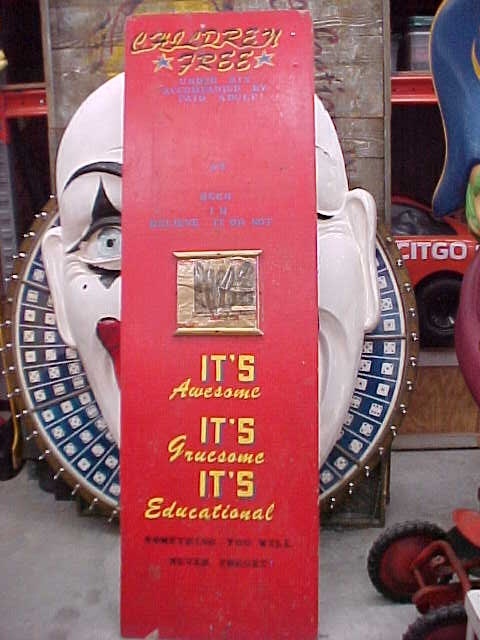 CHILDREN
FREE
UNDER SIX
ACCOMPANIED BY
PAID ADULT!
SEEN
IN
BELIEVE IT OR NOT
IT'S
Awesome
IT'S
Gruesome
IT'S
Educational
SOMETHING YOU WILL
NEVER FORGET!
CITGO